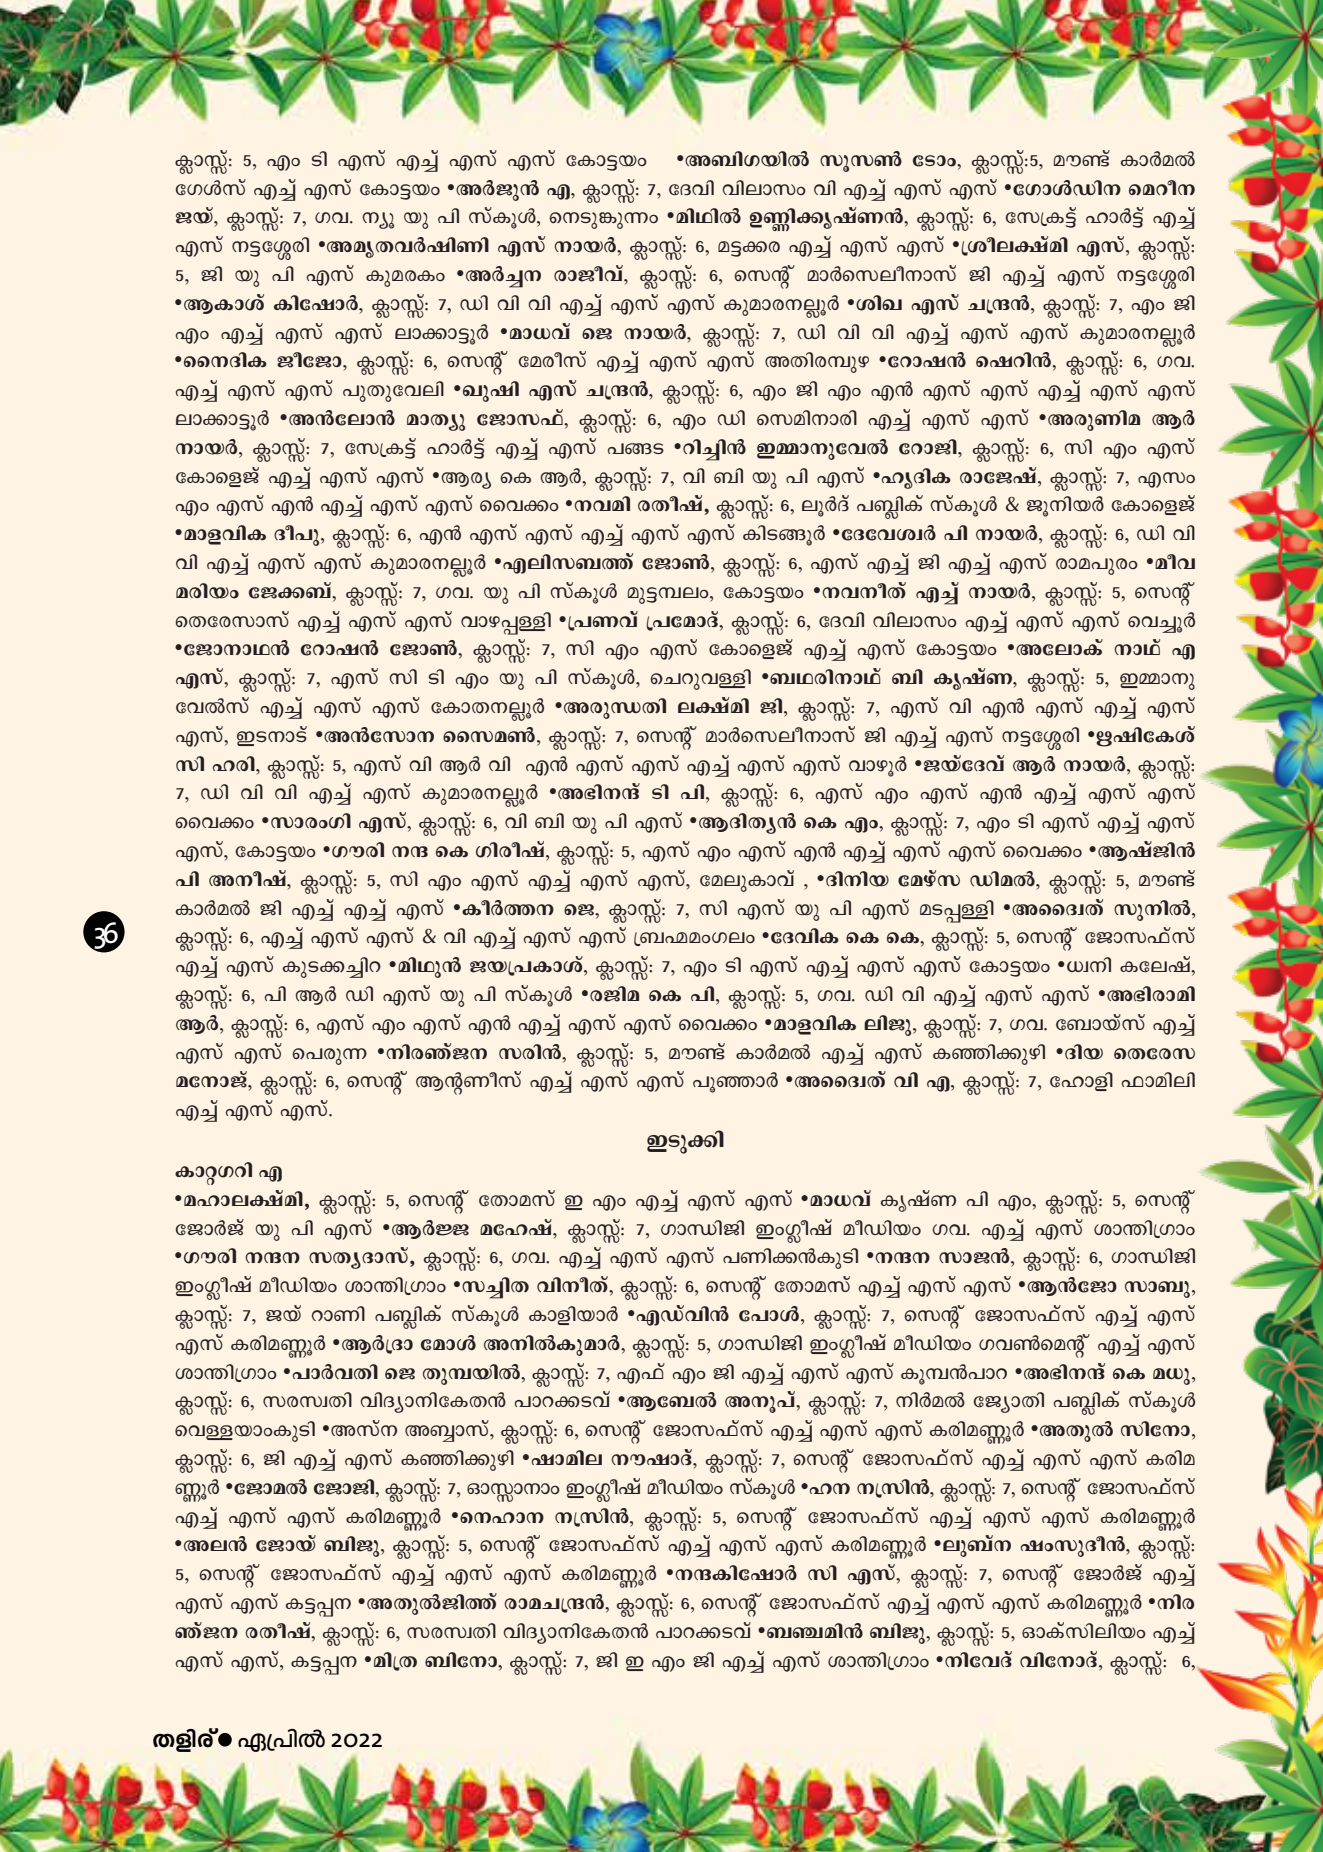 ക്ലാസ്സ്: 5, എം ടി എസ് എച്ച് എസ് എസ് കോട്ടയം •അബിഗയിൽ സൂസൺ ടോം, ക്ലാസ്സ്:5, മൗണ്ട് കാർമൽ
ഗേൾസ് എച്ച് എസ് കോട്ടയം •അർജുൻ എ, ക്ലാസ്സ്: 7, ദേവി വിലാസം വി എച്ച് എസ് എസ് •ഗോൾഡിന മെറീന
ജയ്, ക്ലാസ്സ്: 7, ഗവ. ന്യൂ യു പി സ്കൂൾ, നെടുങ്കുന്നം •മിഥിൽ ഉണ്ണിക്കൃഷ്ണൻ, ക്ലാസ്സ്: 6, സേക്രട്ട് ഹാർട്ട് എച്ച്
എസ് നട്ടശ്ശേരി •അമൃതവർഷിണി എസ് നായർ, ക്ലാസ്സ്: 6, മട്ടക്കര എച്ച് എസ് എസ് •ശ്രീലക്ഷ്മി എസ്, ക്ലാസ്സ്:
5, ജി യു പി എസ് കുമരകം •അർച്ചന രാജീവ്, ക്ലാസ്സ്: 6, സെന്റ് മാർസെലീനാസ് ജി എച്ച് എസ് നട്ടശ്ശേരി
•ആകാശ് കിഷോർ, ക്ലാസ്സ്: 7, ഡി വി വി എച്ച് എസ് എസ് കുമാരനല്ലൂർ •ശിഖ എസ് ചന്ദ്രൻ, ക്ലാസ്സ്: 7, എം ജി
എം എച്ച് എസ് എസ് ലാക്കാട്ടൂർ •മാധവ് ജെ നായർ, ക്ലാസ്സ്: 7, ഡി വി വി എച്ച് എസ് എസ് കുമാരനല്ലൂർ
•നൈദിക ജീജോ, ക്ലാസ്സ്: 6, സെന്റ് മേരീസ് എച്ച് എസ് എസ് അതിരമ്പുഴ •റോഷൻ ഷെറിൻ, ക്ലാസ്സ്: 6, ഗവ.
എച്ച് എസ് എസ് പുതുവേലി •ഖുഷി എസ് ചന്ദ്രൻ, ക്ലാസ്സ്: 6, എം ജി എം എൻ എസ് എസ് എച്ച് എസ് എസ്
ലാക്കാട്ടൂർ •അൻലോൻ മാത്യു ജോസഫ്, ക്ലാസ്സ്: 6, എം ഡി സെമിനാരി എച്ച് എസ് എസ് •അരുണിമ ആർ
നായർ, ക്ലാസ്സ്: 7, സേക്രട്ട് ഹാർട്ട് എച്ച് എസ് പങ്ങട •റിച്ചിൻ ഇമ്മാനുവേൽ റോജി, ക്ലാസ്സ്: 6, സി എം എസ്
കോളെജ് എച്ച് എസ് എസ് •ആര്യ കെ ആർ, ക്ലാസ്സ്: 7, വി ബി യു പി എസ് •ഹൃദിക രാജേഷ്, ക്ലാസ്സ്: 7, എസം
എം എസ് എൻ എച്ച് എസ് എസ് വൈക്കം •നവമി രതീഷ്, ക്ലാസ്സ്: 6, ലൂർദ് പബ്ലിക് സ്കൂൾ & ജൂനിയർ കോളെജ്
•മാളവിക ദീപു, ക്ലാസ്സ്: 6, എൻ എസ് എസ് എച്ച് എസ് എസ് കിടങ്ങൂർ •ദേവേശ്വർ പി നായർ, ക്ലാസ്സ്: 6, ഡി വി
വി എച്ച് എസ് എസ് കുമാരനല്ലൂർ •എലിസബത്ത് ജോൺ, ക്ലാസ്സ്: 6, എസ് എച്ച് ജി എച്ച് എസ് രാമപുരം •മീവ
മരിയം ജേക്കബ്, ക്ലാസ്സ്: 7, ഗവ. യു പി സ്കൂൾ മുട്ടമ്പലം, കോട്ടയം •നവനീത് എച്ച് നായർ, ക്ലാസ്സ്: 5, സെന്റ്
തെരേസാസ് എച്ച് എസ് എസ് വാഴപ്പള്ളി •പ്രണവ് പ്രമോദ്, ക്ലാസ്സ്: 6, ദേവി വിലാസം എച്ച് എസ് എസ് വെച്ചൂർ
•ജോനാഥൻ റോഷൻ ജോൺ, ക്ലാസ്സ്: 7, സി എം എസ് കോളെജ് എച്ച് എസ് കോട്ടയം •അലോക് നാഥ് എ
എസ്, ക്ലാസ്സ്: 7, എസ് സി ടി എം യു പി സ്കൂൾ, ചെറുവള്ളി •ബഥരിനാഥ് ബി കൃഷ്ണ, ക്ലാസ്സ്: 5, ഇമ്മാനു
വേൽസ് എച്ച് എസ് എസ് കോതനല്ലൂർ •അരുന്ധതി ലക്ഷ്മി ജി, ക്ലാസ്സ്: 7, എസ് വി എൻ എസ് എച്ച് എസ്
എസ്, ഇടനാട് •അൻസോന സൈമൺ, ക്ലാസ്സ്: 7, സെന്റ് മാർസെലീനാസ് ജി എച്ച് എസ് നട്ടശ്ശേരി •ഋഷികേശ്
സി ഹരി, ക്ലാസ്സ്: 5, എസ് വി ആർ വി എൻ എസ് എസ് എച്ച് എസ് എസ് വാഴൂർ •ജയ്ദേവ് ആർ നായർ, ക്ലാസ്സ്:
7, ഡി വി വി എച്ച് എസ് കുമാരനല്ലൂർ •അഭിനന്ദ് ടി പി, ക്ലാസ്സ്: 6, എസ് എം എസ് എൻ എച്ച് എസ് എസ്
വൈക്കം •സാരംഗി എസ്, ക്ലാസ്സ്: 6, വി ബി യു പി എസ് •ആദിത്യൻ കെ എം, ക്ലാസ്സ്: 7, എം ടി എസ് എച്ച് എസ്
എസ്, കോട്ടയം •ഗൗരി നന്ദ കെ ഗിരീഷ്, ക്ലാസ്സ്: 5, എസ് എം എസ് എൻ എച്ച് എസ് എസ് വൈക്കം •ആഷ്ജിൻ
പി അനീഷ്, ക്ലാസ്സ്: 5, സി എം എസ് എച്ച് എസ് എസ്, മേലുകാവ് , •ദിനിയ മേഴ്സ ഡിമൽ, ക്ലാസ്സ്: 5, മൗണ്ട്
കാർമൽ ജി എച്ച് എച്ച് എസ് •കീർത്തന ജെ, ക്ലാസ്സ്: 7, സി എസ് യു പി എസ് മടപ്പള്ളി •അദ്വൈത് സുനിൽ,
ക്ലാസ്സ്: 6, എച്ച് എസ് എസ് & വി എച്ച് എസ് എസ് ബ്രഹ്മമംഗലം •ദേവിക കെ കെ, ക്ലാസ്സ്: 5, സെന്റ് ജോസഫ്സ്
എച്ച് എസ് കുടക്കച്ചിറ •മിഥുൻ ജയപ്രകാശ്, ക്ലാസ്സ്: 7, എം ടി എസ് എച്ച് എസ് എസ് കോട്ടയം •ധ്വനി കലേഷ്,
ക്ലാസ്സ്: 6, പി ആർ ഡി എസ് യു പി സ്കൂൾ •രജിമ കെ പി, ക്ലാസ്സ്: 5, ഗവ. ഡി വി എച്ച് എസ് എസ് •അഭിരാമി
ആർ, ക്ലാസ്സ്: 6, എസ് എം എസ് എൻ എച്ച് എസ് എസ് വൈക്കം •മാളവിക ലിജു, ക്ലാസ്സ്: 7, ഗവ. ബോയ്സ് എച്ച്
എസ് എസ് പെരുന്ന •നിരഞ്ജന സരിൻ, ക്ലാസ്സ്: 5, മൗണ്ട് കാർമൽ എച്ച് എസ് കഞ്ഞിക്കുഴി •ദിയ തെരേസ
മനോജ്, ക്ലാസ്സ്: 6, സെന്റ് ആന്റണീസ് എച്ച് എസ് എസ് പൂഞ്ഞാർ •അദ്വൈത് വി എ, ക്ലാസ്സ്: 7, ഹോളി ഫാമിലി
എച്ച് എസ് എസ്.
ഇടുക്കി
കാറ്റഗറി എ
•മഹാലക്ഷ്മി, ക്ലാസ്സ്: 5, സെന്റ് തോമസ് ഇ എം എച്ച് എസ് എസ് •മാധവ് കൃഷ്ണ പി എം, ക്ലാസ്സ്: 5, സെന്റ്
ജോർജ് യു പി എസ് •ആർജ്ജ മഹേഷ്, ക്ലാസ്സ്: 7, ഗാന്ധിജി ഇംഗ്ലീഷ് മീഡിയം ഗവ. എച്ച് എസ് ശാന്തിഗ്രാം
•ഗൗരി നന്ദന സത്യദാസ്, ക്ലാസ്സ്: 6, ഗവ. എച്ച് എസ് എസ് പണിക്കൻകുടി •നന്ദന സാജൻ, ക്ലാസ്സ്: 6, ഗാന്ധിജി
ഇംഗ്ലീഷ് മീഡിയം ശാന്തിഗ്രാം •സച്ചിത വിനീത്, ക്ലാസ്സ്: 6, സെന്റ് തോമസ് എച്ച് എസ് എസ് •ആൻജോ സാബു,
ക്ലാസ്സ്: 7, ജയ് റാണി പബ്ലിക് സ്കൂൾ കാളിയാർ •എഡ്വിൻ പോൾ, ക്ലാസ്സ്: 7, സെന്റ് ജോസഫ്സ് എച്ച് എസ്
എസ് കരിമണ്ണൂർ •ആർദ്രാ മോൾ അനിൽകുമാർ, ക്ലാസ്സ്: 5, ഗാന്ധിജി ഇംഗ്ലീഷ് മീഡിയം ഗവൺമെന്റ് എച്ച് എസ്
ശാന്തിഗ്രാം •പാർവതി ജെ തുമ്പയിൽ, ക്ലാസ്സ്: 7, എഫ് എം ജി എച്ച് എസ് എസ് കൂമ്പൻപാറ •അഭിനന്ദ് കെ മധു,
ക്ലാസ്സ്: 6, സരസ്വതി വിദ്യാനികേതൻ പാറക്കടവ് •ആബേൽ അനൂപ്, ക്ലാസ്സ്: 7, നിർമൽ ജ്യോതി പബ്ലിക് സ്കൂൾ
വെള്ളയാംകുടി •അസ്ന അബ്ബാസ്, ക്ലാസ്സ്: 6, സെന്റ് ജോസഫ്സ് എച്ച് എസ് എസ് കരിമണ്ണൂർ •അതുൽ സിനോ,
ക്ലാസ്സ്: 6, ജി എച്ച് എസ് കഞ്ഞിക്കുഴി •ഷാമില നൗഷാദ്, ക്ലാസ്സ്: 7, സെന്റ് ജോസഫ്സ് എച്ച് എസ് എസ് കരിമ
ണ്ണൂർ •ജോമൽ ജോജി, ക്ലാസ്സ്: 7, ഓസ്സാനാം ഇംഗ്ലീഷ് മീഡിയം സ്കൂൾ •ഹന നസ്രിൻ, ക്ലാസ്സ്: 7, സെന്റ് ജോസഫ്സ്
എച്ച് എസ് എസ് കരിമണ്ണൂർ •നെഹാന നസ്രിൻ, ക്ലാസ്സ്: 5, സെന്റ് ജോസഫ്സ് എച്ച് എസ് എസ് കരിമണ്ണൂർ
•അലൻ ജോയ് ബിജു, ക്ലാസ്സ്: 5, സെന്റ് ജോസഫ്സ് എച്ച് എസ് എസ് കരിമണ്ണൂർ •ലുബ്ന ഷംസുദീൻ, ക്ലാസ്സ്:
5, സെന്റ് ജോസഫ്സ് എച്ച് എസ് എസ് കരിമണ്ണൂർ •നന്ദകിഷോർ സി എസ്, ക്ലാസ്സ്: 7, സെന്റ് ജോർജ് എച്ച്
എസ് എസ് കട്ടപ്പന •അതുൽജിത്ത് രാമചന്ദ്രൻ, ക്ലാസ്സ്: 6, സെന്റ് ജോസഫ്സ് എച്ച് എസ് എസ് കരിമണ്ണൂർ •നിര
ഞ്ജന രതീഷ്, ക്ലാസ്സ്: 6, സരസ്വതി വിദ്യാനികേതൻ പാറക്കടവ് •ബഞ്ചമിൻ ബിജു, ക്ലാസ്സ്: 5, ഓക്സിലിയം എച്ച്
എസ് എസ്, കട്ടപ്പന •മിത്ര ബിനോ, ക്ലാസ്സ്: 7, ജി ഇ എം ജി എച്ച് എസ് ശാന്തിഗ്രാം •നിവേദ് വിനോദ്, ക്ലാസ്സ്: 6,
36
തളിര് ● ഏപ്രിൽ 2022